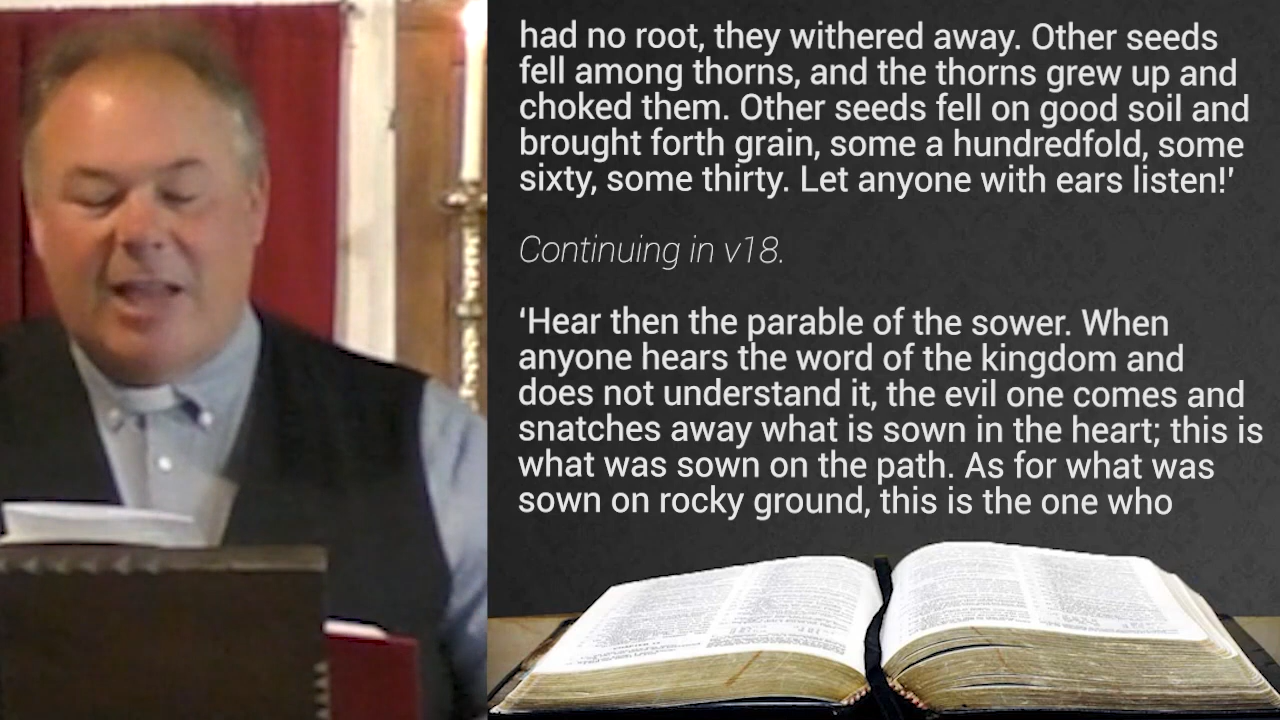 had no root, they withered away. Other seeds
fell among thorns, and the thorns grew up and
choked them. Other seeds fell on good soil and
brought forth grain, some a hundredfold, some
sixty, some thirty. Let anyone with ears listen!’
Continuing in v18.
‘Hear then the parable of the sower. When
anyone hears the word of the kingdom and
does not understand it, the evil one comes and
snatches away what is sown in the heart; this is
what was sown on the path. As for what was
sown on rocky ground, this is the one who